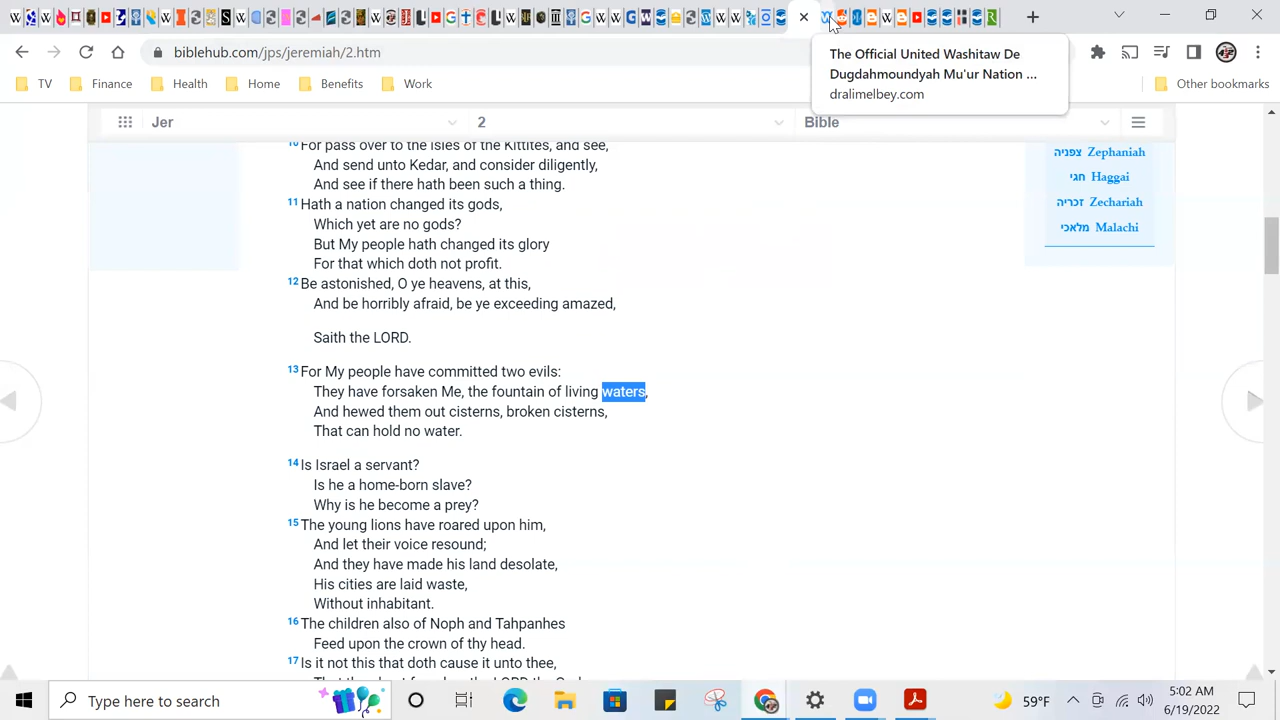 biblehub.com/jps/jeremiah/2.htm
The Official United Washitaw De
Dugdahmoundyah Mu'ur Nation ...
dralimelbey.com
TV
Finance
Health
Home
Benefits
Work
Other bookmarks
Jer
2
Bible
צפניה Zephaniah
חגי Haggai
זכריה Zechariah
מלאכי Malachi
10 For pass over to the isles of the Kittites, and see,
And send unto Kedar, and consider diligently,
And see if there hath been such a thing.
11 Hath a nation changed its gods,
Which yet are no gods?
But My people hath changed its glory
For that which doth not profit.
12 Be astonished, O ye heavens, at this,
And be horribly afraid, be ye exceeding amazed,
Saith the LORD.
13 For My people have committed two evils:
They have forsaken Me, the fountain of living waters,
And hewed them out cisterns, broken cisterns,
That can hold no water.
14 Is Israel a servant?
Is he a home-born slave?
Why is he become a prey?
15 The young lions have roared upon him,
And let their voice resound;
And they have made his land desolate,
His cities are laid waste,
Without inhabitant.
16 The children also of Noph and Tahpanhes
Feed upon the crown of thy head.
17 Is it not this that doth cause it unto thee,
Type here to search
59°F
5:02 AM
6/19/2022